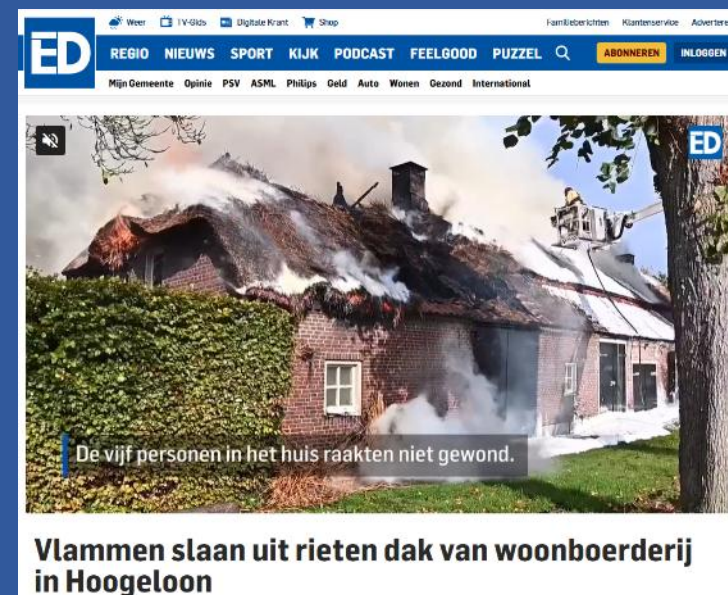 Weer TV-Gids Digitale Krant Shop Familieberichten Klantenservice Advertere
ED
REGIO NIEUWS SPORT KIJK PODCAST FEELGOOD PUZZEL ABONNEREN INLOGGEN
Mijn Gemeente Opinie PSV ASML Philips Geld Auto Wonen Gezond International
ED
De vijf personen in het huis raakten niet gewond.
Vlammen slaan uit rieten dak van woonboerderij
in Hoogeloon